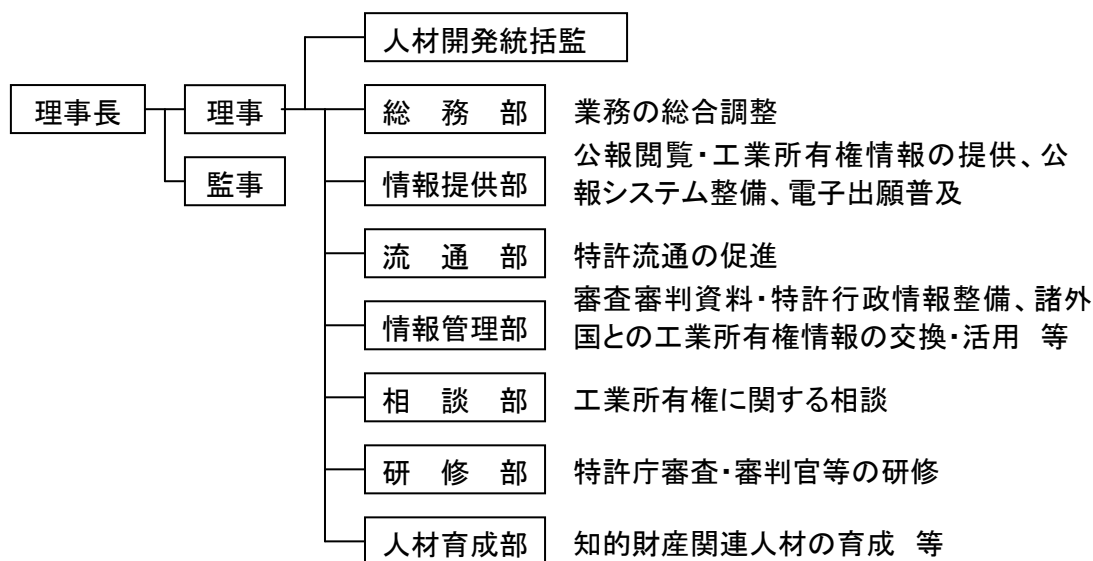 人材開発統括監
理事長 理事 総 務 部 業務の総合調整
監事 情報提供部 公報閲覧・工業所有権情報の提供、公
報システム整備、電子出願普及
流 通 部 特許流通の促進
情報管理部 審査審判資料・特許行政情報整備、諸外
国との工業所有権情報の交換・活用 等
相 談 部 工業所有権に関する相談
研 修 部 特許庁審査・審判官等の研修
人材育成部 知的財産関連人材の育成 等